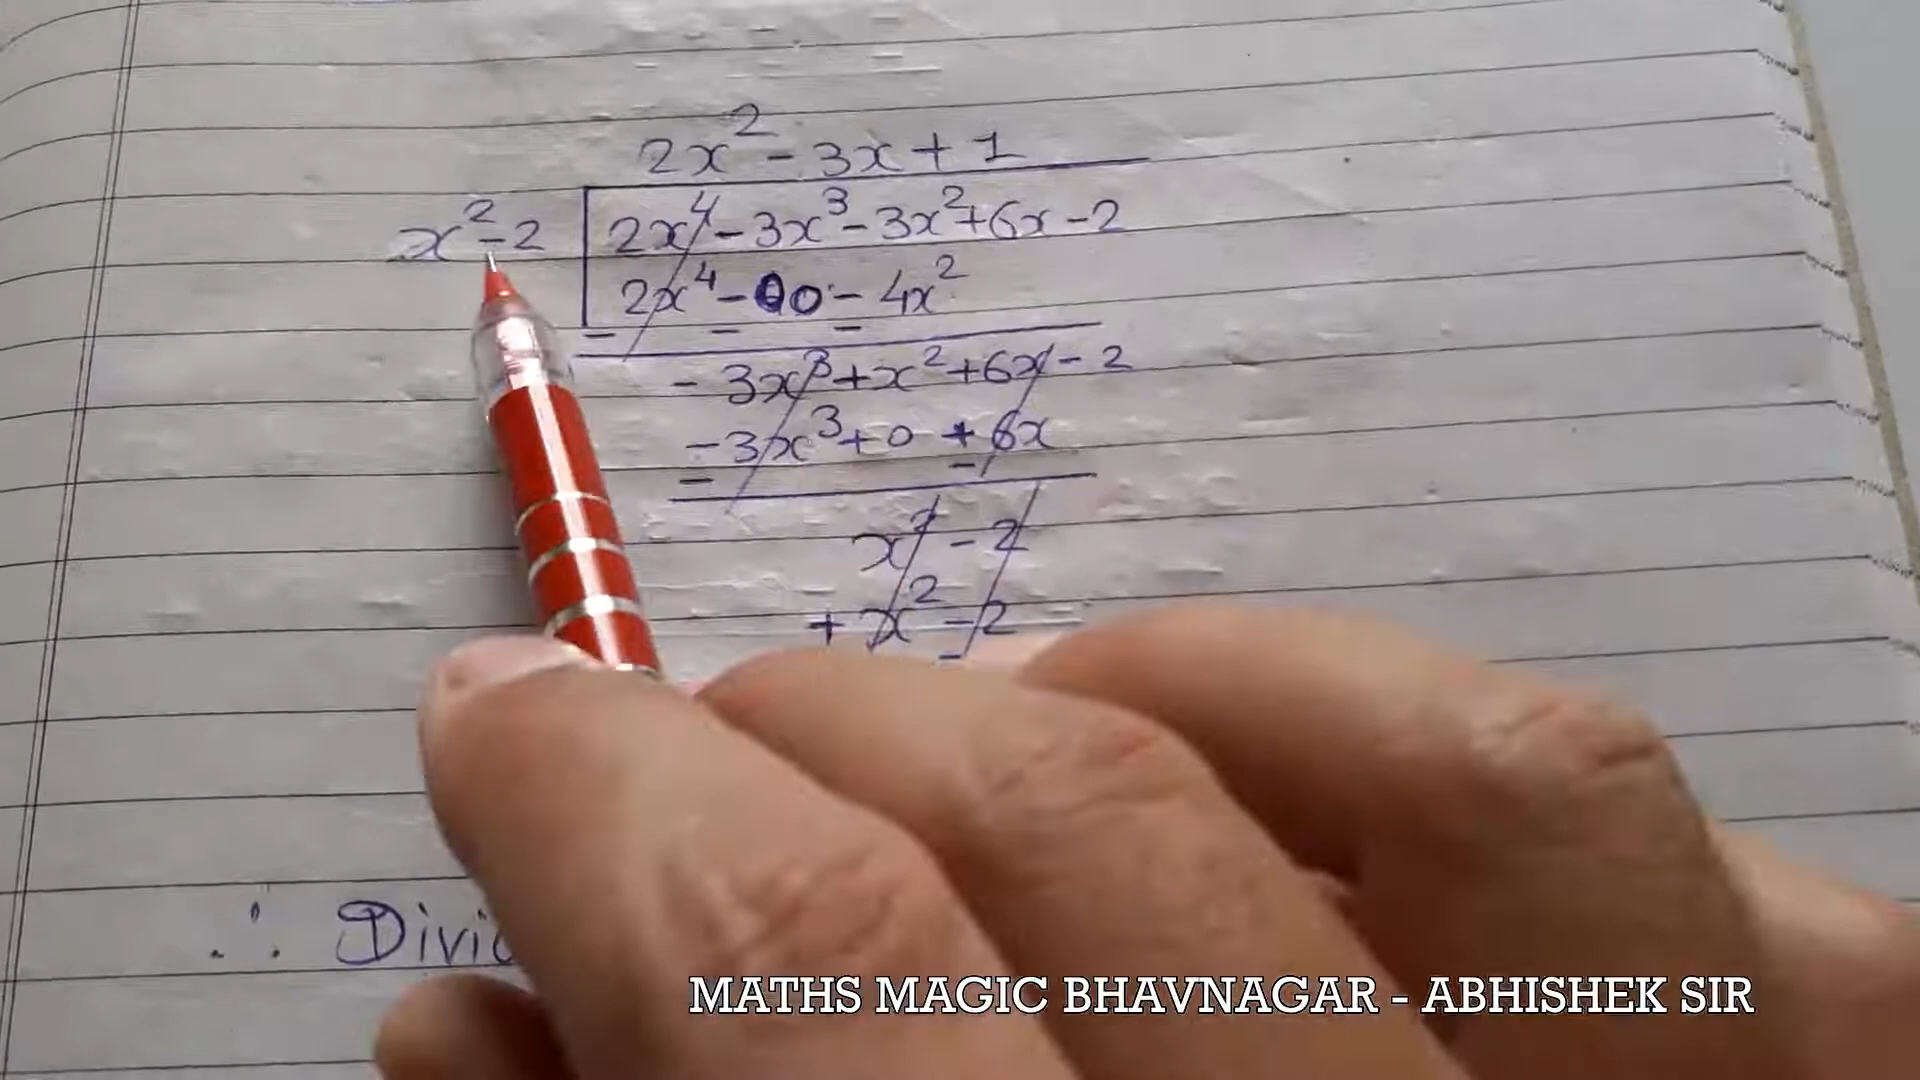 2x² - 3x + 1
x² - 2 2x⁴ - 3x³ - 3x² + 6x - 2
2x⁴ - 0 0 - 4x²
- - -
- 3x³ + x² + 6x - 2
- 3x³ + 0 + 6x
- -
x² - 2
+ x² - 2
-
∴
MATHS MAGIC BHAVNAGAR - ABHISHEK SIR